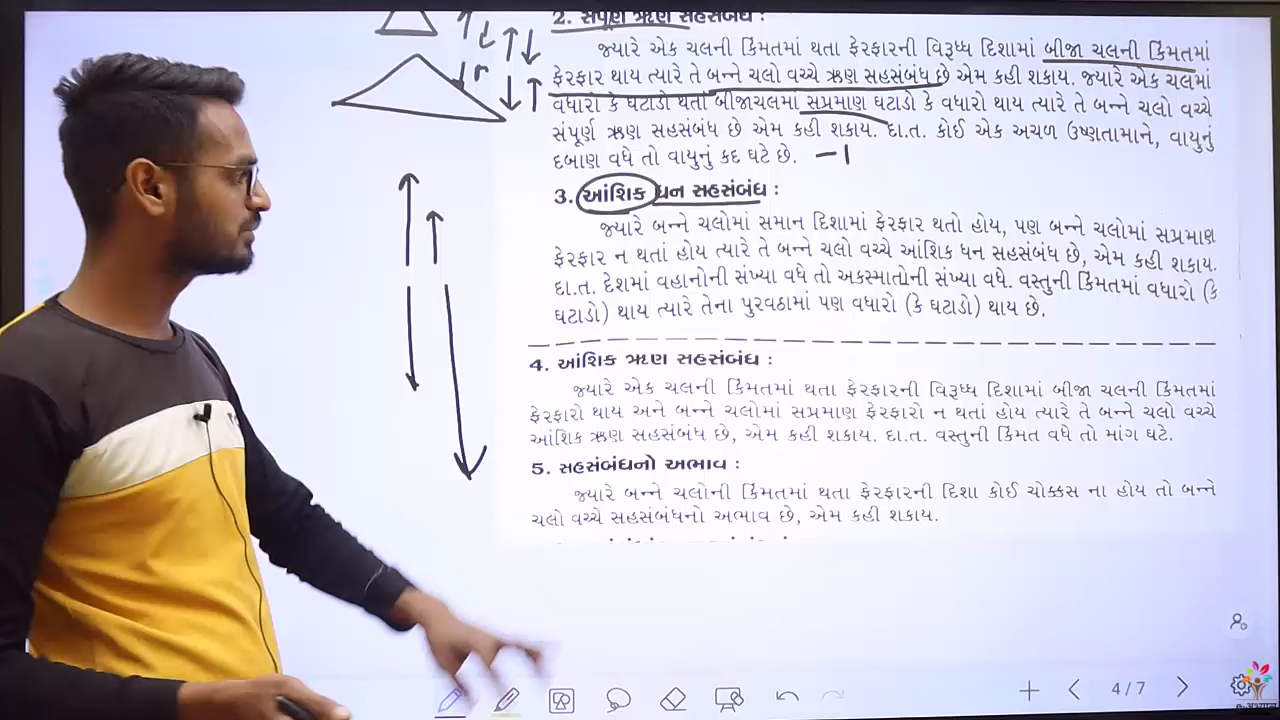 2. સંપૂર્ણ ઋણ સહસંબંધ :
જ્યારે એક ચલની કિંમતમાં થતા ફેરફારની વિરૂધ્ધ દિશામાં બીજા ચલની કિંમતમાં
ફેરફાર થાય ત્યારે તે બન્ને ચલો વચ્ચે ઋણ સહસંબંધ છે એમ કહી શકાય. જ્યારે એક ચલમાં
વધારો કે ઘટાડો થતાં બીજાચલમાં સપ્રમાણ ઘટાડો કે વધારો થાય ત્યારે તે બન્ને ચલો વચ્ચે
સંપૂર્ણ ઋણ સહસંબંધ છે એમ કહી શકાય. દા.ત. કોઈ એક અચળ ઉષ્ણતામાને, વાયુનું
દબાણ વધે તો વાયુનું કદ ઘટે છે. -1
3. આંશિક ધન સહસંબંધ :
જ્યારે બન્ને ચલોમાં સમાન દિશામાં ફેરફાર થતો હોય, પણ બન્ને ચલોમાં સપ્રમાણ
ફેરફાર ન થતાં હોય ત્યારે તે બન્ને ચલો વચ્ચે આંશિક ધન સહસંબંધ છે, એમ કહી શકાય.
દા.ત. દેશમાં વહાનોની સંખ્યા વધે તો અકસ્માતોની સંખ્યા વધે. વસ્તુની કિંમતમાં વધારો (કે
ઘટાડો) થાય ત્યારે તેના પુરવઠામાં પણ વધારો (કે ઘટાડો) થાય છે.
4. આંશિક ઋણ સહસંબંધ :
જ્યારે એક ચલની કિંમતમાં થતા ફેરફારની વિરૂધ્ધ દિશામાં બીજા ચલની કિંમતમાં
ફેરફારો થાય અને બન્ને ચલોમાં સપ્રમાણ ફેરફારો ન થતાં હોય ત્યારે તે બન્ને ચલો વચ્ચે
આંશિક ઋણ સહસંબંધ છે, એમ કહી શકાય. દા.ત. વસ્તુની કિંમત વધે તો માંગ ઘટે.
5. સહસંબંધનો અભાવ :
જ્યારે બન્ને ચલોની કિંમતમાં થતા ફેરફારની દિશા કોઈ ચોક્કસ ના હોય તો બન્ને
ચલો વચ્ચે સહસંબંધનો અભાવ છે, એમ કહી શકાય.
4/7